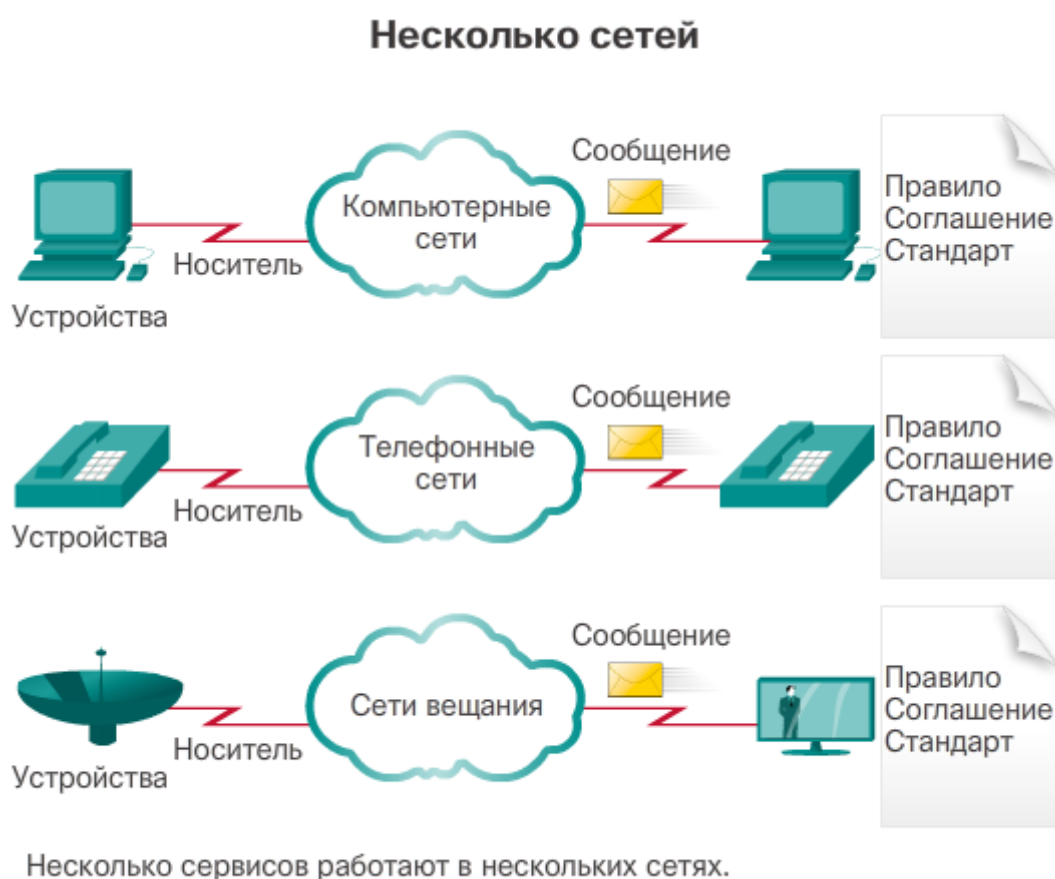 Несколько сетей
Сообщение
Компьютерные
сети
Носитель
Устройства
Правило
Соглашение
Стандарт
Сообщение
Телефонные
сети
Носитель
Устройства
Правило
Соглашение
Стандарт
Сообщение
Сети вещания
Носитель
Устройства
Правило
Соглашение
Стандарт
Несколько сервисов работают в нескольких сетях.